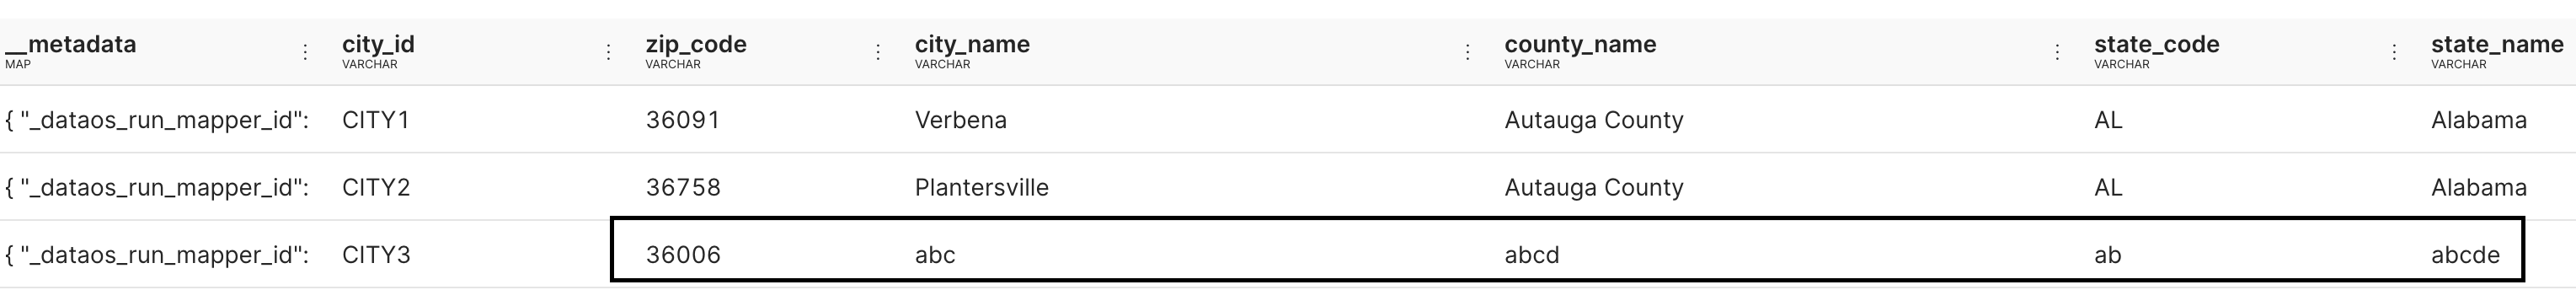 __metadata city_id zip_code city_name county_name state_code state_name
MAP VARCHAR VARCHAR VARCHAR VARCHAR VARCHAR VARCHAR
{ "_dataos_run_mapper_id": CITY1 36091 Verbena Autauga County AL Alabama
{ "_dataos_run_mapper_id": CITY2 36758 Plantersville Autauga County AL Alabama
{ "_dataos_run_mapper_id": CITY3 36006 abc abcd ab abcde